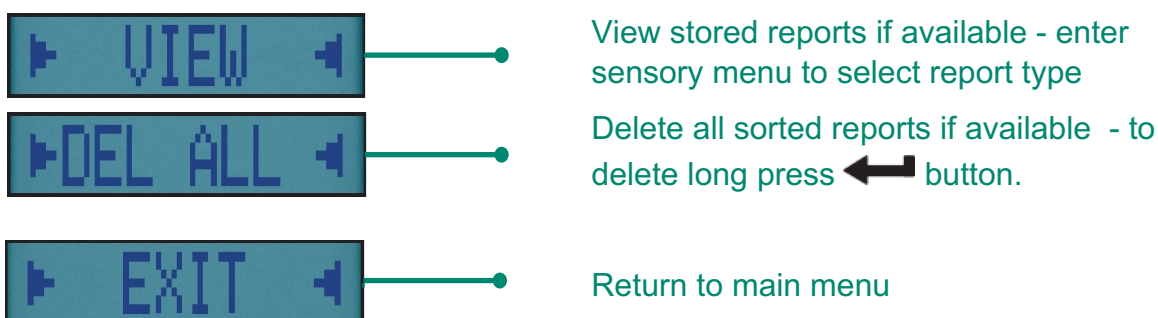 VIEW
View stored reports if available - enter
sensory menu to select report type
DEL ALL
Delete all sorted reports if available - to
delete long press button.
EXIT
Return to main menu